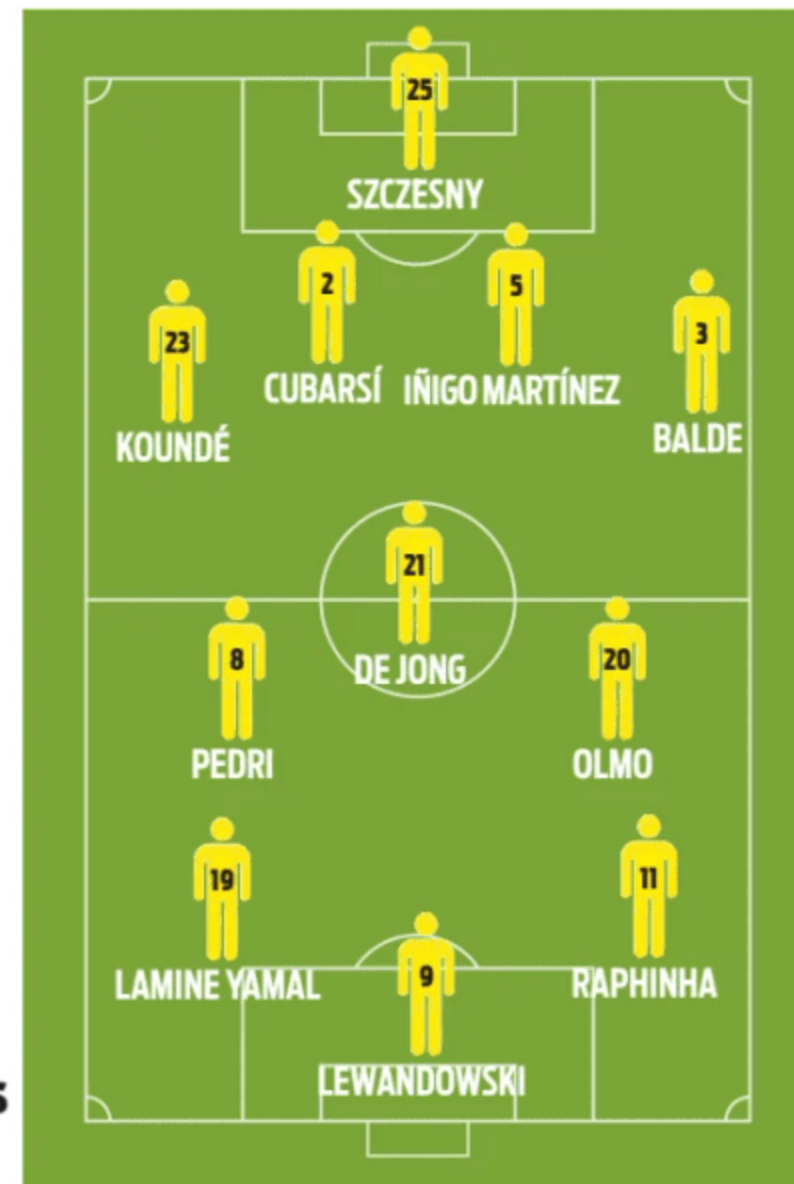 25
SZCZESNY
2
5
23
3
CUBARSÍ
IÑIGO MARTÍNEZ
KOUNDÉ
BALDE
21
8
DE JONG
20
PEDRI
OLMO
19
11
LAMINE YAMAL
9
RAPHINHA
LEWANDOWSKI
s